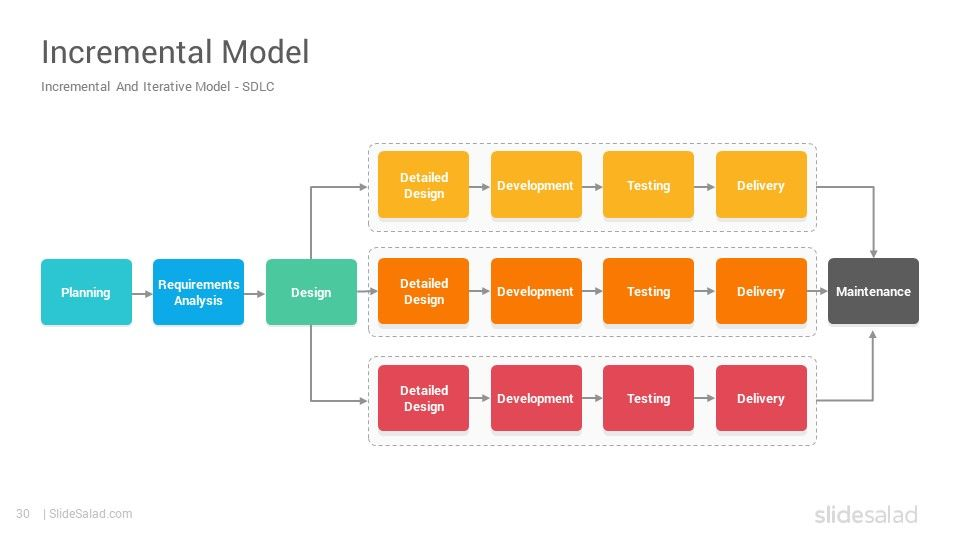 Incremental Model
Incremental And Iterative Model - SDLC
Detailed
Design
Development
Testing
Delivery
Planning
Requirements
Analysis
Design
Detailed
Design
Development
Testing
Delivery
Maintenance
Detailed
Design
Development
Testing
Delivery
30 | SlideSalad.com
slidesalad